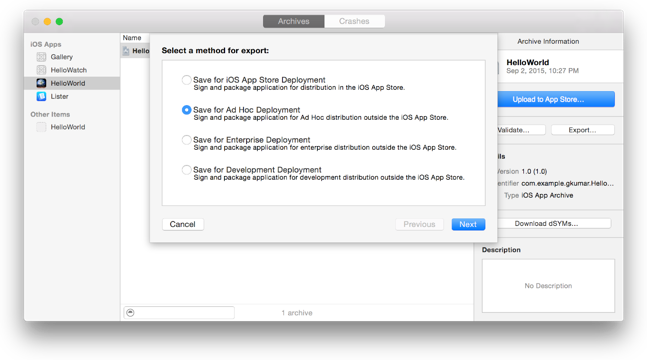 Archives
Crashes
iOS Apps
Gallery
HelloWatch
HelloWorld
Lister
Other Items
HelloWorld
Name
Hello
Select a method for export:
Save for iOS App Store Deployment
Sign and package application for distribution in the iOS App Store.
Save for Ad Hoc Deployment
Sign and package application for Ad Hoc distribution outside the iOS App Store.
Save for Enterprise Deployment
Sign and package application for enterprise distribution outside the iOS App Store.
Save for Development Deployment
Sign and package application for development distribution outside the iOS App Store.
Cancel
Previous
Next
1 archive
Archive Information
HelloWorld
Sep 2, 2015, 10:27 PM
Upload to App Store...
Validate...
Export...
ils
Version 1.0 (1.0)
entifier com.example.gkumar.Hello...
Type iOS App Archive
Download dSYMs...
Description
No Description